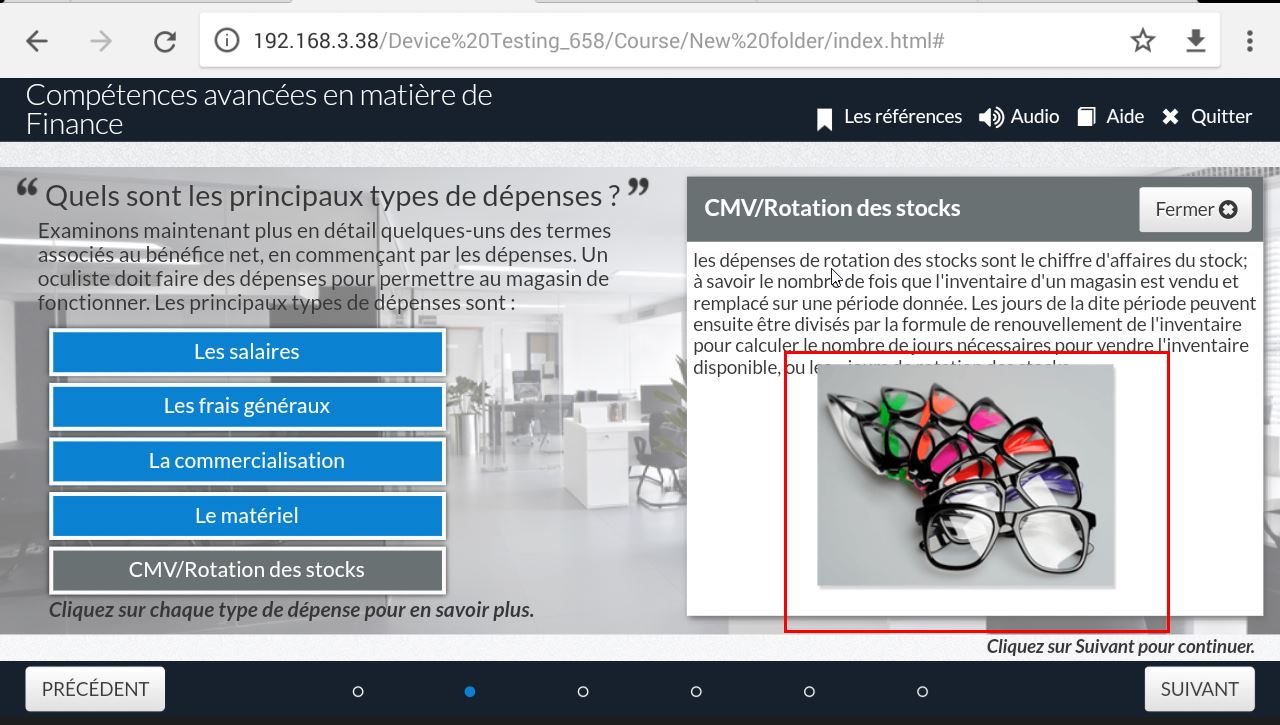 192.168.3.38/Device%20Testing_658/Course/New%20folder/index.html#
Compétences avancées en matière de
Finance
Les références
Audio
Aide
Quitter
“ Quels sont les principaux types de dépenses ? ”
Examinons maintenant plus en détail quelques-uns des termes
associés au bénéfice net, en commençant par les dépenses. Un
oculiste doit faire des dépenses pour permettre au magasin de
fonctionner. Les principaux types de dépenses sont :
Les salaires
Les frais généraux
La commercialisation
Le matériel
CMV/Rotation des stocks
Cliquez sur chaque type de dépense pour en savoir plus.
CMV/Rotation des stocks
Fermer
les dépenses de rotation des stocks sont le chiffre d'affaires du stock;
à savoir le nombre de fois que l'inventaire d'un magasin est vendu et
remplacé sur une période donnée. Les jours de la dite période peuvent
ensuite être divisés par la formule de renouvellement de l'inventaire
pour calculer le nombre de jours nécessaires pour vendre l'inventaire
disponible, ou
Cliquez sur Suivant pour continuer.
PRÉCÉDENT
SUIVANT